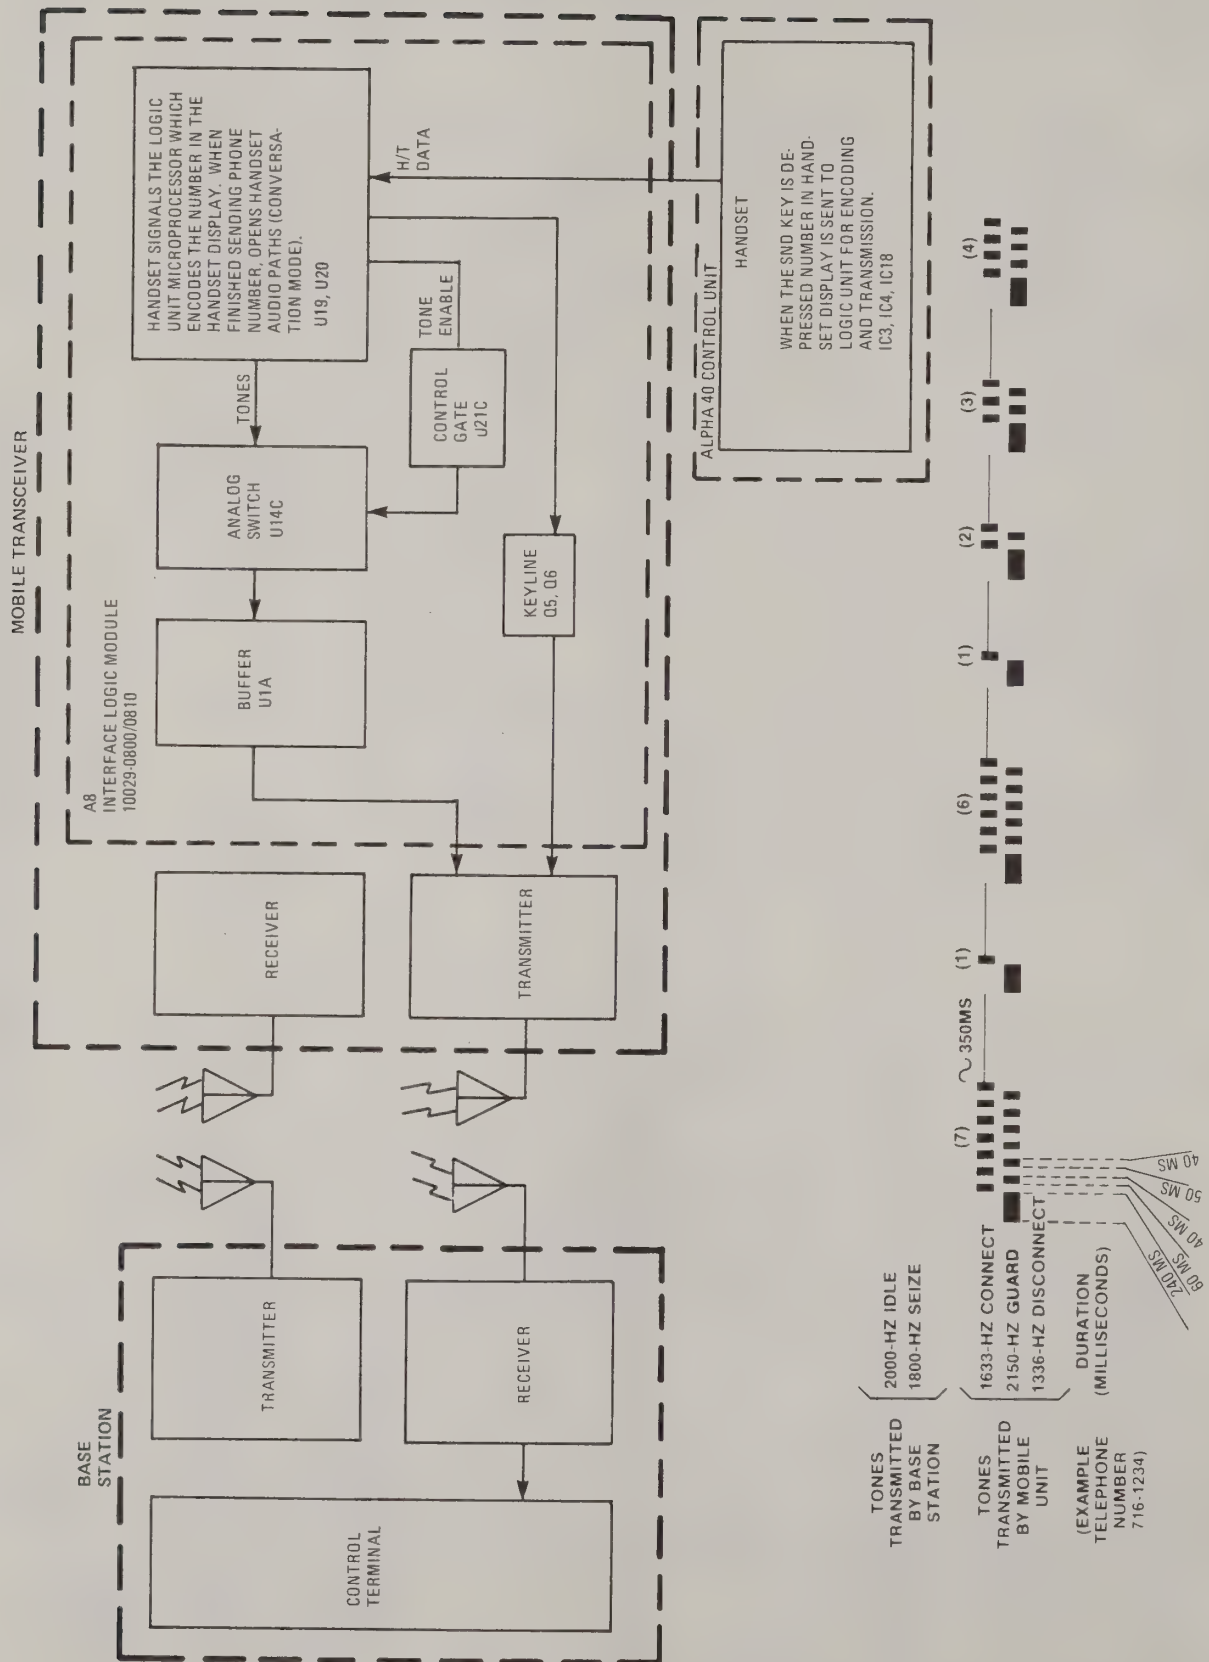 MOBILE TRANSCEIVER
A8
INTERFACE LOGIC MODULE
10029-0800/0810
HANDSET SIGNALS THE LOGIC
UNIT MICROPROCESSOR WHICH
ENCODES THE NUMBER IN THE
HANDSET DISPLAY. WHEN
FINISHED SENDING PHONE
NUMBER, OPENS HANDSET
AUDIO PATHS (CONVERSA-
TION MODE).
U19, U20
TONES
TONE
ENABLE
H/T
DATA
ANALOG
SWITCH
U14C
CONTROL
GATE
U21C
BUFFER
U1A
KEYLINE
Q5, Q6
RECEIVER
TRANSMITTER
ALPHA 40 CONTROL UNIT
HANDSET
WHEN THE SND KEY IS DE-
PRESSED NUMBER IN HAND-
SET DISPLAY IS SENT TO
LOGIC UNIT FOR ENCODING
AND TRANSMISSION.
IC3, IC4, IC18
BASE
STATION
TRANSMITTER
RECEIVER
CONTROL
TERMINAL
TONES
TRANSMITTED
BY BASE
STATION
2000-HZ IDLE
1800-HZ SEIZE
TONES
TRANSMITTED
BY MOBILE
UNIT
1633-HZ CONNECT
2150-HZ GUARD
1336-HZ DISCONNECT
(EXAMPLE
TELEPHONE
NUMBER
716-1234)
DURATION
(MILLISECONDS)
240 MS
60 MS
40 MS
50 MS
40 MS
(7)
~ 350MS
(1)
(6)
(1)
(2)
(3)
(4)